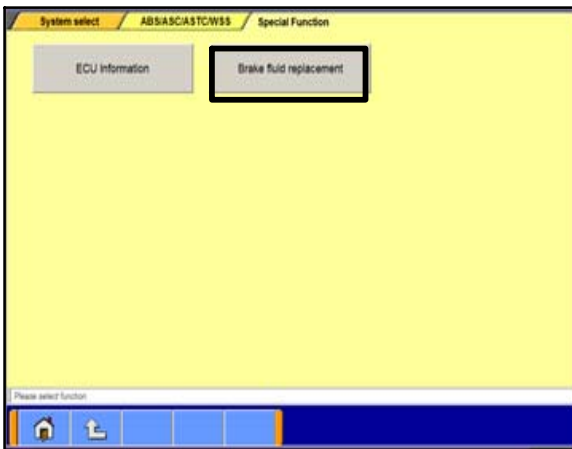 System select ABS/ASC/ASTC/WSS Special Function
ECU Information Brake fluid replacement
Please select function